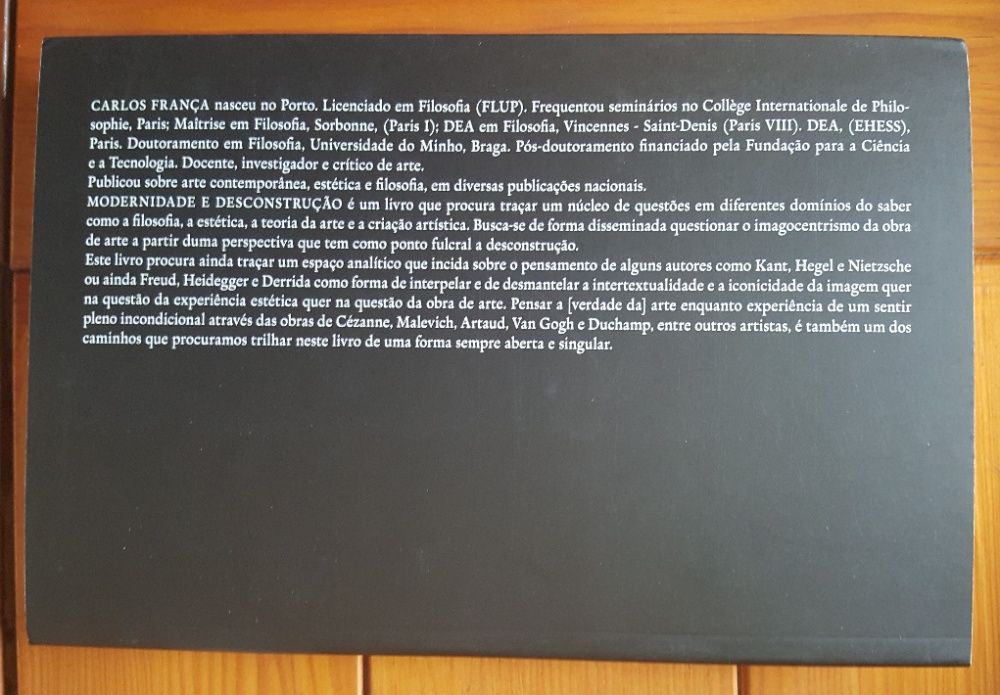 CARLOS FRANÇA nasceu no Porto. Licenciado em Filosofia (FLUP). Frequentou seminários no Collège Internationale de Philo-
sophie, Paris; Maîtrise em Filosofia, Sorbonne, (Paris I); DEA em Filosofia, Vincennes - Saint-Denis (Paris VIII). DEA, (EHESS),
Paris. Doutoramento em Filosofia, Universidade do Minho, Braga. Pós-doutoramento financiado pela Fundação para a Ciência
e a Tecnologia. Docente, investigador e crítico de arte.
Publicou sobre arte contemporânea, estética e filosofia, em diversas publicações nacionais.
MODERNIDADE E DESCONSTRUÇÃO é um livro que procura traçar um núcleo de questões em diferentes domínios do saber
como a filosofia, a estética, a teoria da arte e a criação artística. Busca-se de forma disseminada questionar o imagocentrismo da obra
de arte a partir duma perspectiva que tem como ponto fulcral a desconstrução.
Este livro procura ainda traçar um espaço analítico que incida sobre o pensamento de alguns autores como Kant, Hegel e Nietzsche
ou ainda Freud, Heidegger e Derrida como forma de interpelar e de desmantelar a intertextualidade e a iconicidade da imagem quer
na questão da experiência estética quer na questão da obra de arte. Pensar a [verdade da] arte enquanto experiência de um sentir
pleno incondicional através das obras de Cézanne, Malevich, Artaud, Van Gogh e Duchamp, entre outros artistas, é também um dos
caminhos que procuramos trilhar neste livro de uma forma sempre aberta e singular.